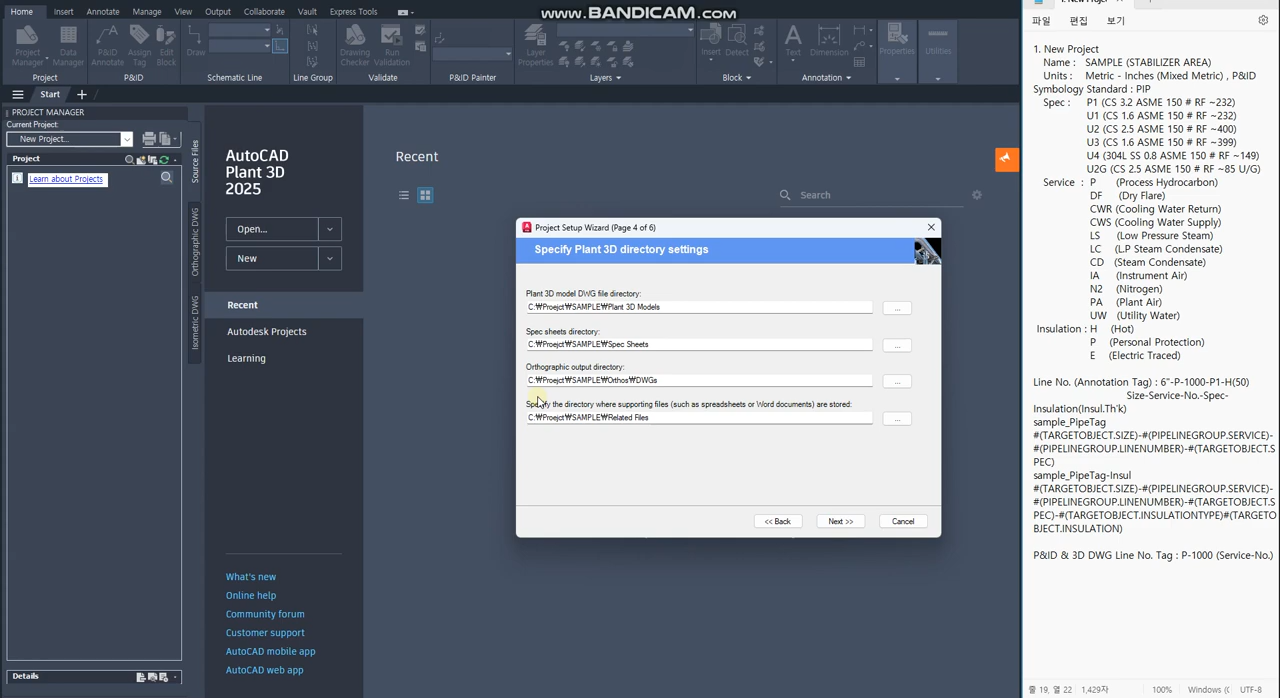 Home Insert Annotate Manage View Output Collaborate Vault Express Tools
www.BANDICAM.com
Project Manager
Data Manager
P&ID Annotate
Assign Tag
Edit Block
Draw
Drawing Checker
Run Validation
Layer Properties
Insert
Detect
Text
Dimension
Properties
Utilities
Project
P&ID
Schematic Line
Line Group
Validate
P&ID Painter
Layers
Block
Annotation
Start
PROJECT MANAGER
Current Project:
New Project...
Project
Learn about Projects
Source Files
Orthographic DWG
Isometric DWG
Details
AutoCAD
Plant 3D
2025
Open...
New
Recent
Autodesk Projects
Learning
What's new
Online help
Community forum
Customer support
AutoCAD mobile app
AutoCAD web app
Recent
Search
Project Setup Wizard (Page 4 of 6)
Specify Plant 3D directory settings
Plant 3D model DWG file directory:
C:₩Proejct₩SAMPLE₩Plant 3D Models
...
Spec sheets directory:
C:₩Proejct₩SAMPLE₩Spec Sheets
...
Orthographic output directory:
C:₩Proejct₩SAMPLE₩Orthos₩DWGs
...
Specify the directory where supporting files (such as spreadsheets or Word documents) are stored:
C:₩Proejct₩SAMPLE₩Related Files
...
<< Back
Next >>
Cancel
파일 편집 보기
1. New Project
Name : SAMPLE (STABILIZER AREA)
Units : Metric - Inches (Mixed Metric) , P&ID
Symbology Standard : PIP
Spec : P1 (CS 3.2 ASME 150 # RF ~232)
U1 (CS 1.6 ASME 150 # RF ~232)
U2 (CS 2.5 ASME 150 # RF ~400)
U3 (CS 1.6 ASME 150 # RF ~399)
U4 (304L SS 0.8 ASME 150 # RF ~149)
U2G (CS 2.5 ASME 150 # RF ~85 U/G)
Service : P (Process Hydrocarbon)
DF (Dry Flare)
CWR (Cooling Water Return)
CWS (Cooling Water Supply)
LS (Low Pressure Steam)
LC (L.P Steam Condensate)
CD (Steam Condensate)
IA (Instrument Air)
N2 (Nitrogen)
PA (Plant Air)
UW (Utility Water)
Insulation : H (Hot)
P (Personal Protection)
E (Electric Traced)
Line No. (Annotation Tag) : 6"-P-1000-P1-H(50)
Size-Service-No.-Spec-
Insulation(Insul.Th'k)
sample_PipeTag
#(TARGETOBJECT.SIZE)-#(PIPELINEGROUP.SERVICE)-
#(PIPELINEGROUP.LINENUMBER)-#(TARGETOBJECT.S
PEC)
sample_PipeTag-Insul
#(TARGETOBJECT.SIZE)-#(PIPELINEGROUP.SERVICE)-
#(PIPELINEGROUP.LINENUMBER)-#(TARGETOBJECT.S
PEC)-#(TARGETOBJECT.INSULATIONTYPE)#(TARGETO
BJECT.INSULATION)
P&ID & 3D DWG Line No. Tag : P-1000 (Service-No.)
줄 19, 열 22 1,429자 100% Windows (C UTF-8